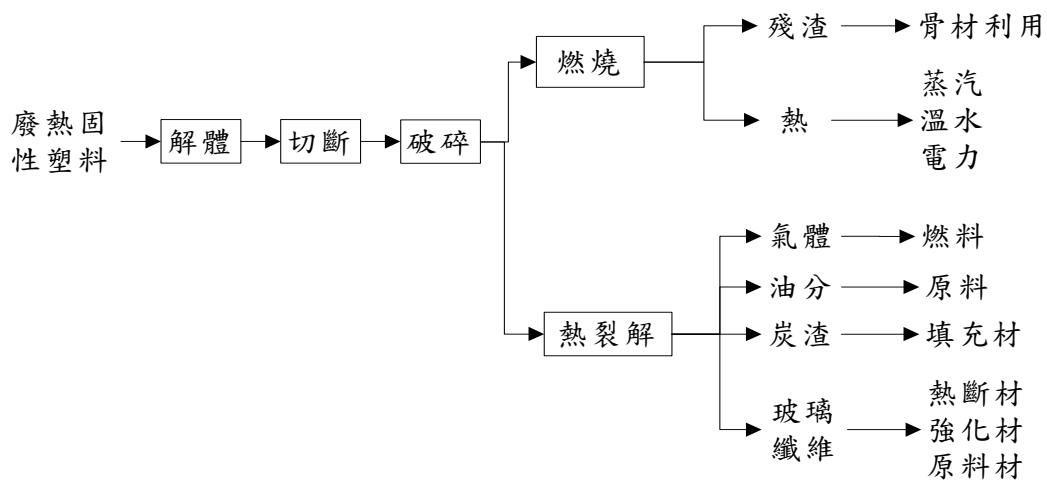 廢熱固
性塑料
解體
切斷
破碎
燃燒
殘渣
骨材利用
熱
蒸汽
溫水
電力
熱裂解
氣體
燃料
油分
原料
炭渣
填充材
玻璃
纖維
熱斷材
強化材
原料材